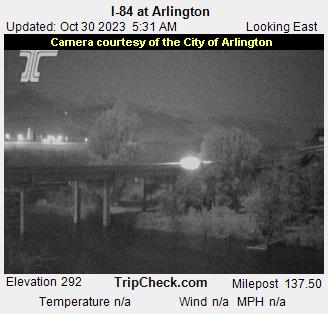 I-84 at Arlington
Updated: Oct 30 2023 5:31 AM Looking East
Camera courtesy of the City of Arlington
Elevation 292 TripCheck.com Milepost 137.50
Temperature n/a Wind n/a MPH n/a